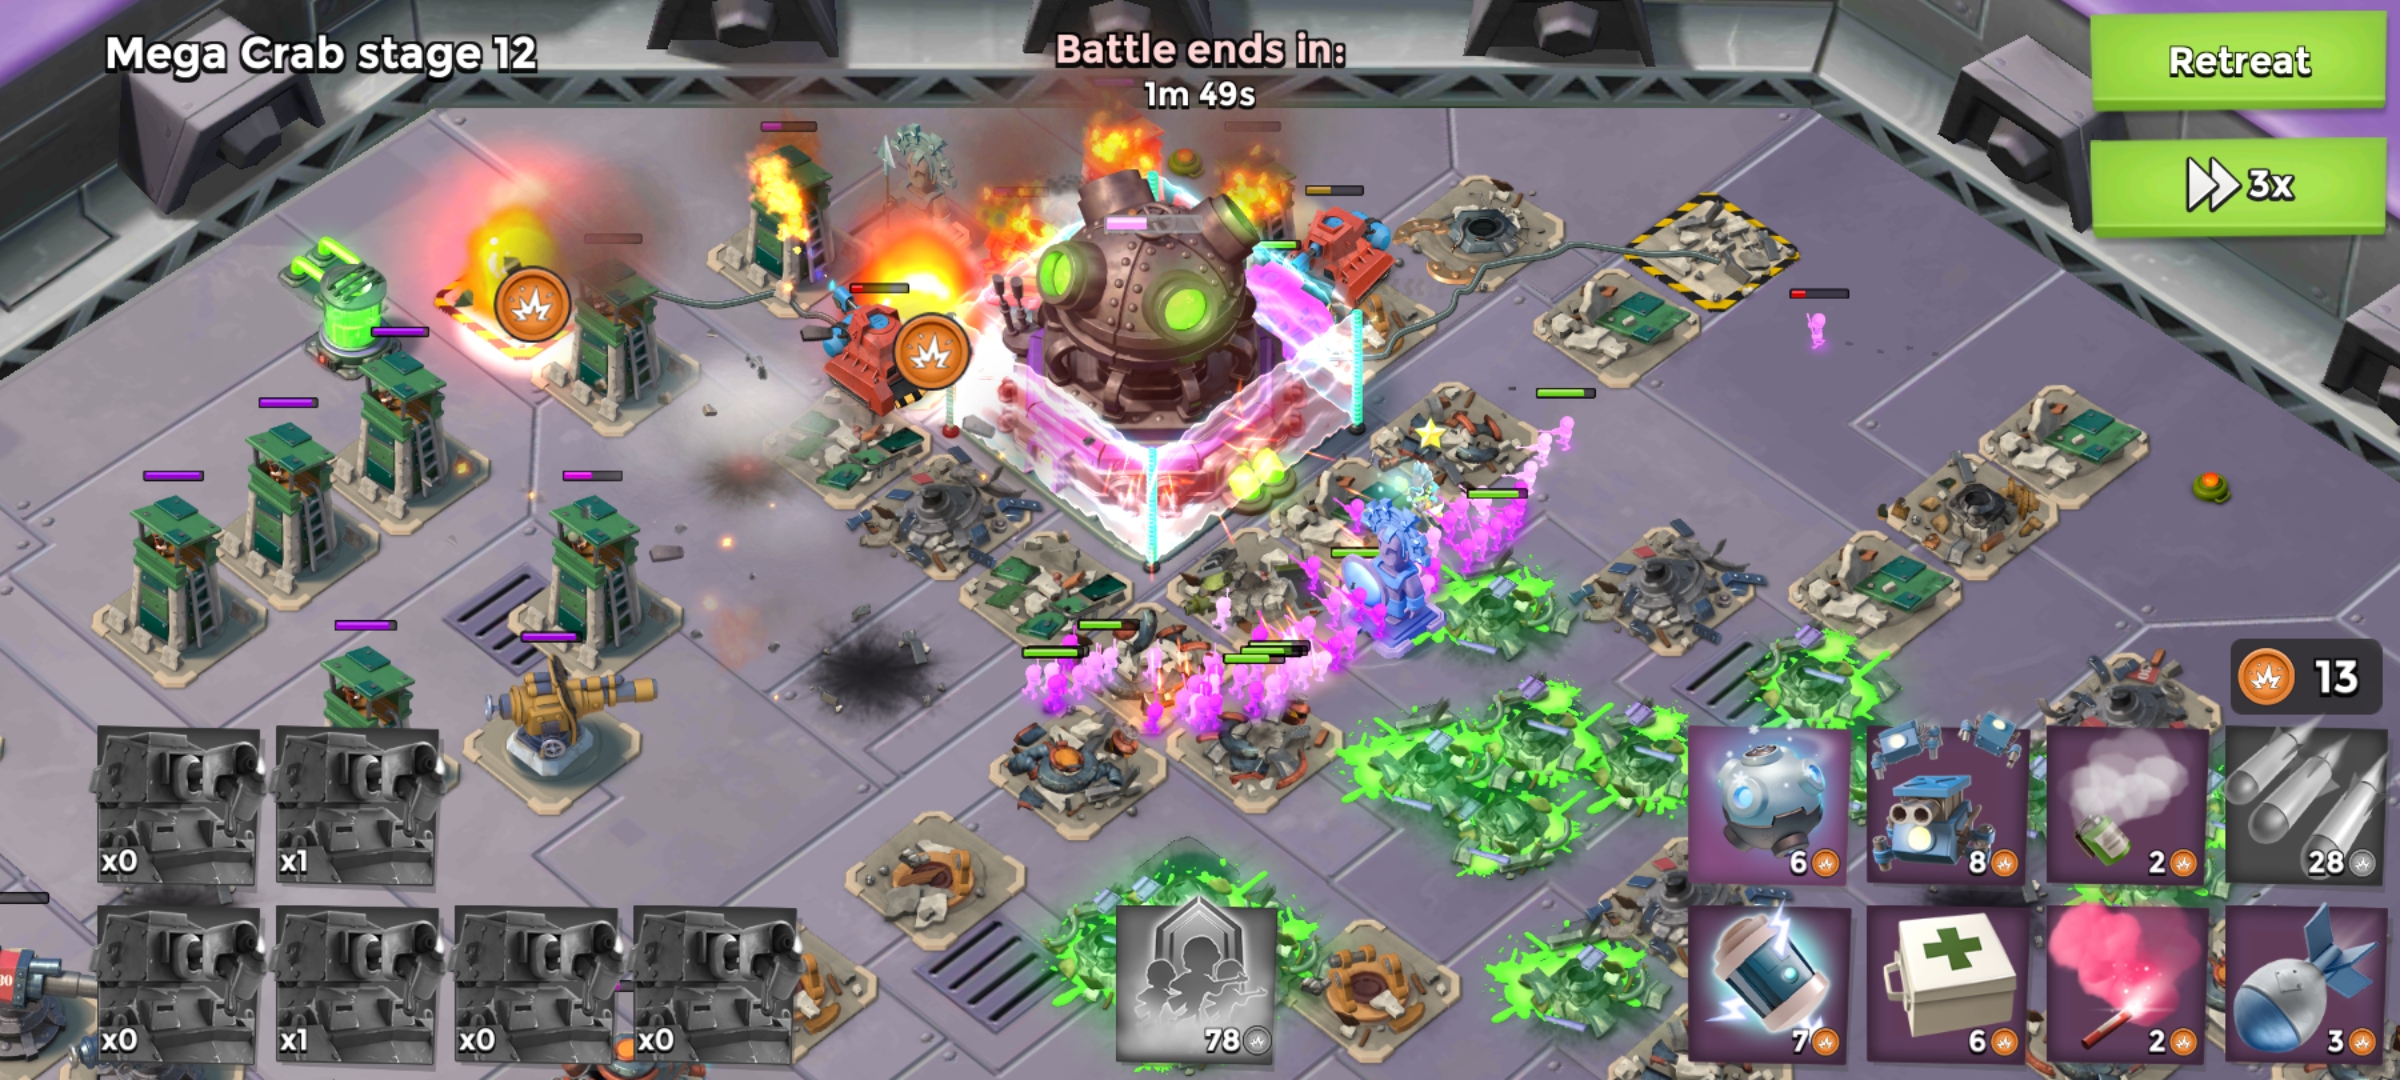 Mega Crab stage 12
Battle ends in:
1m 49s
Retreat
3x
13
x0
x1
6
8
2
28
x0
x1
x0
x0
78
7
6
2
3